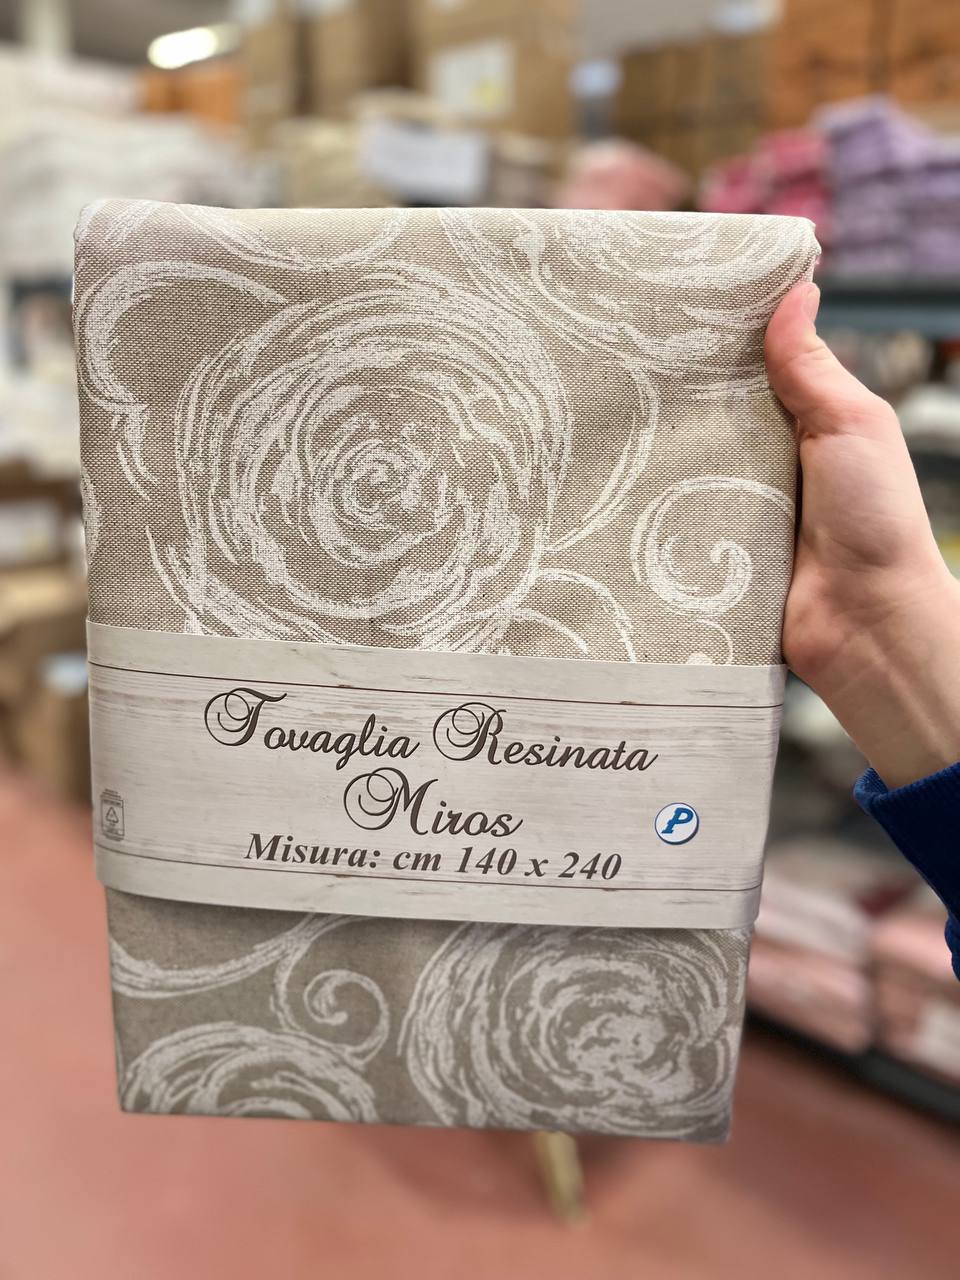 Tovaglia Resinata
Miros
Misura: cm 140 x 240
P